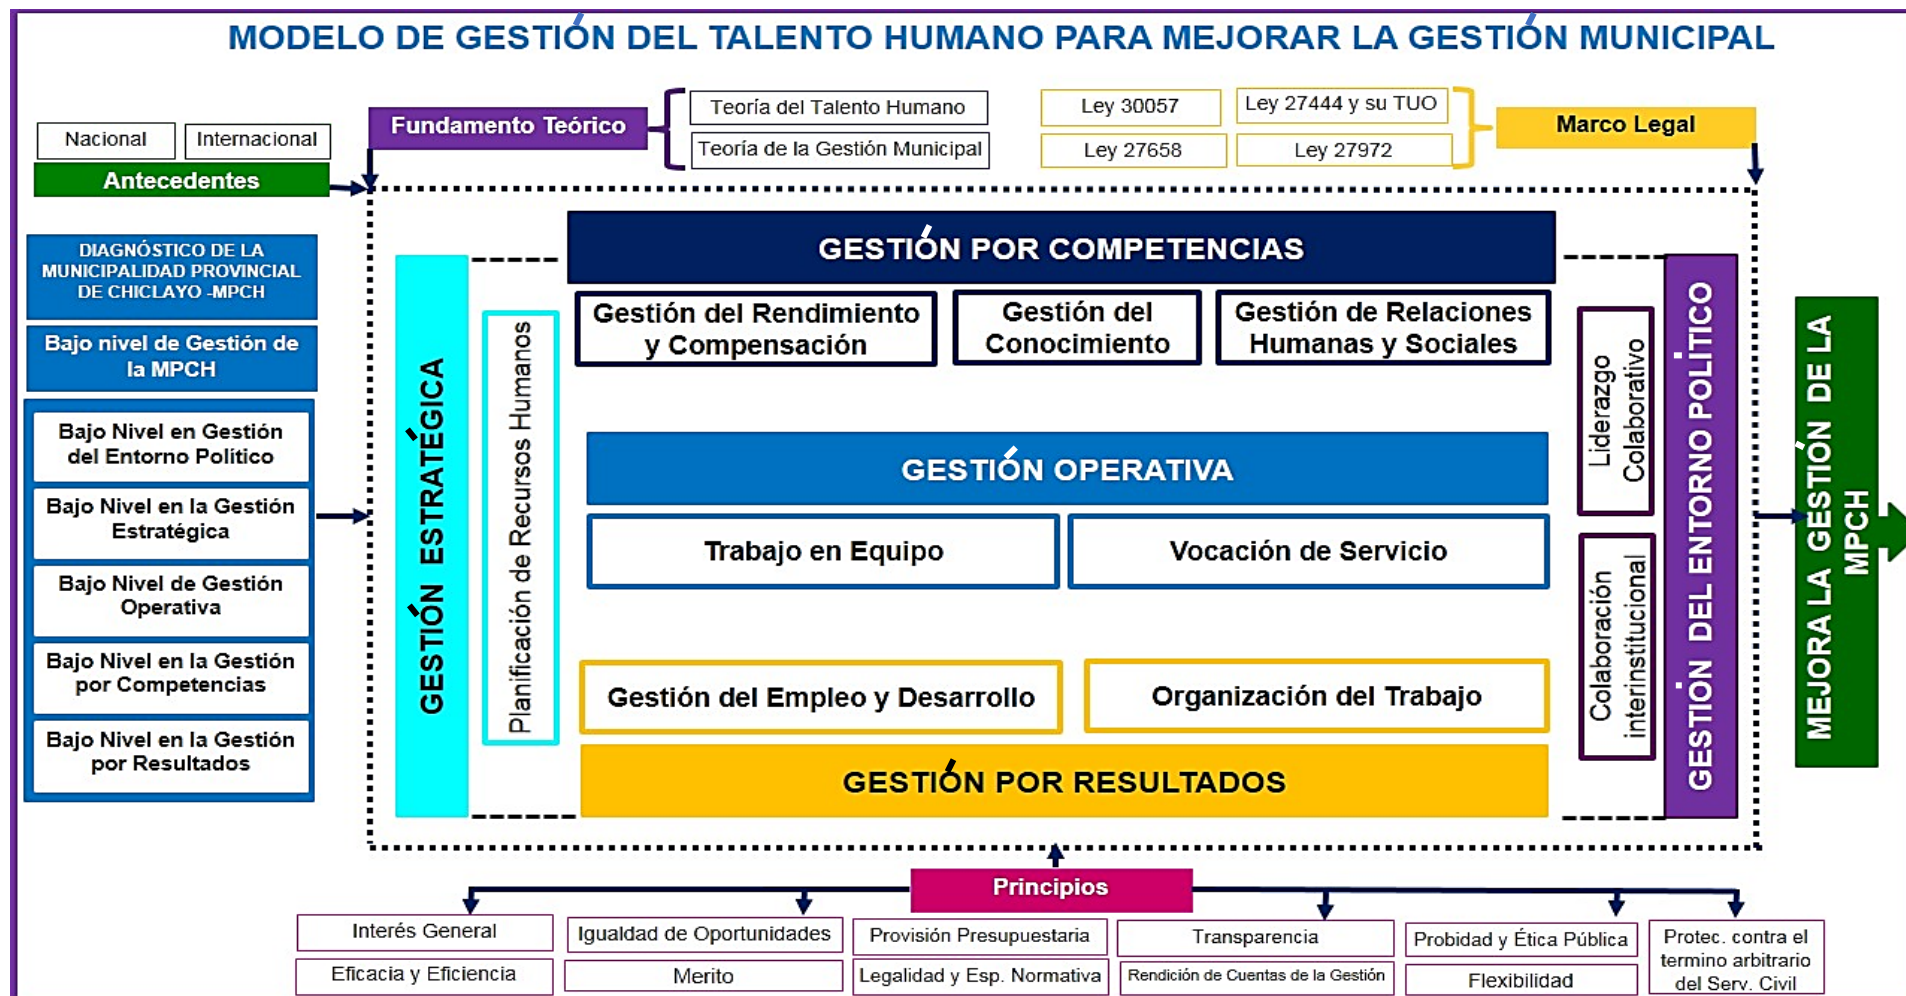 MODELO DE GESTIÓN DEL TALENTO HUMANO PARA MEJORAR LA GESTIÓN MUNICIPAL
Nacional
Internacional
Antecedentes
Fundamento Teórico
Teoría del Talento Humano
Teoría de la Gestión Municipal
Ley 30057
Ley 27444 y su TUO
Ley 27658
Ley 27972
Marco Legal
DIAGNÓSTICO DE LA
MUNICIPALIDAD PROVINCIAL
DE CHICLAYO -MPCH
Bajo nivel de Gestión de
la MPCH
Bajo Nivel en Gestión
del Entorno Político
Bajo Nivel en la Gestión
Estratégica
Bajo Nivel de Gestión
Operativa
Bajo Nivel en la Gestión
por Competencias
Bajo Nivel en la Gestión
por Resultados
GESTIÓN ESTRATÉGICA
Planificación de Recursos Humanos
GESTIÓN POR COMPETENCIAS
Gestión del Rendimiento
y Compensación
Gestión del
Conocimiento
Gestión de Relaciones
Humanas y Sociales
GESTIÓN OPERATIVA
Trabajo en Equipo
Vocación de Servicio
Gestión del Empleo y Desarrollo
Organización del Trabajo
GESTIÓN POR RESULTADOS
Liderazgo
Colaborativo
Colaboración
interinstitucional
GESTIÓN DEL ENTORNO POLÍTICO
MEJORA LA GESTIÓN DE LA
MPCH
Principios
Interés General
Eficacia y Eficiencia
Igualdad de Oportunidades
Merito
Provisión Presupuestaria
Legalidad y Esp. Normativa
Transparencia
Rendición de Cuentas de la Gestión
Probidad y Ética Pública
Flexibilidad
Protec. contra el
termino arbitrario
del Serv. Civil